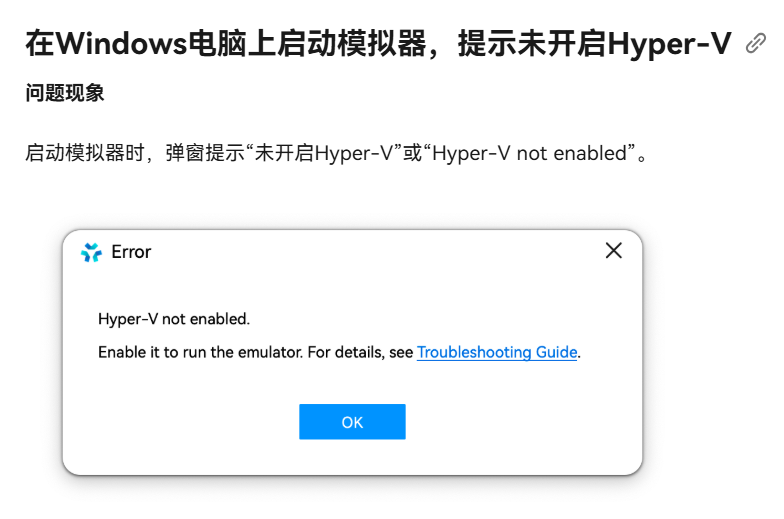 在Windows电脑上启动模拟器，提示未开启Hyper-V
问题现象
启动模拟器时，弹窗提示“未开启Hyper-V”或“Hyper-V not enabled”。
Error
Hyper-V not enabled.
Enable it to run the emulator. For details, see Troubleshooting Guide.
OK